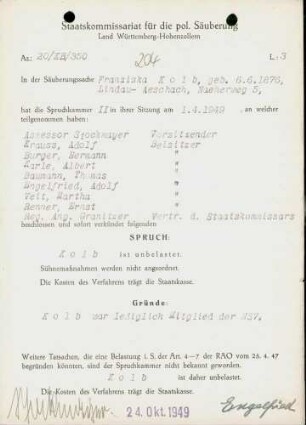 Staatskommissariat für die pol. Säuberung
Land Württemberg-Hohenzollern
Az: 20/KB/350
204
L: 3
In der Säuberungssache Franziska Kolb, geb. 6.6.1876,
Lindau-Aeschach, 5,
hat die Spruchkammer II in ihrer Sitzung am 1.4.1949, an welcher
teilgenommen haben:
Assessor Stockmayer Vorsitzender
Krauss, Adolf Beisitzer
Burger, Hermann "
Karle, Albert "
Baumann, Thomas "
Engelfried, Adolf "
Veit, Martha "
Renner, Ernst "
Reg. Ang. Granitzer Vertr. d. Staatskommissars
beschlossen und sofort verkündet folgenden
SPRUCH:
Kolb ist unbelastet.
Sühnemaßnahmen werden nicht angeordnet.
Die Kosten des Verfahrens trägt die Staatskasse.
Gründe:
Kolb war lediglich Mitglied der NSV.
Weitere Tatsachen, die eine Belastung i. S. der Art. 4–7 der RAO vom 25. 4. 47
begründen könnten, sind der Spruchkammer nicht bekannt geworden.
Kolb ist daher unbelastet.
Die Kosten des Verfahrens trägt die Staatskasse.
24. Okt. 1949
Engelfried